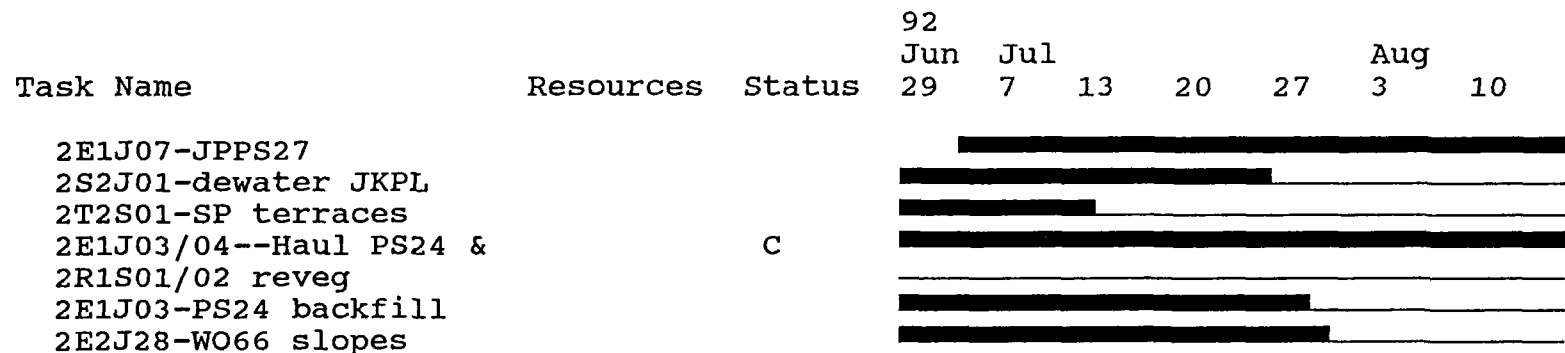 92
Jun Jul Aug
Task Name Resources Status 29 7 13 20 27 3 10
2E1J07-JPPS27
2S2J01-dewater JKPL
2T2S01-SP terraces
2E1J03/04--Haul PS24 & C
2R1S01/02 reveg
2E1J03-PS24 backfill
2E2J28-WO66 slopes